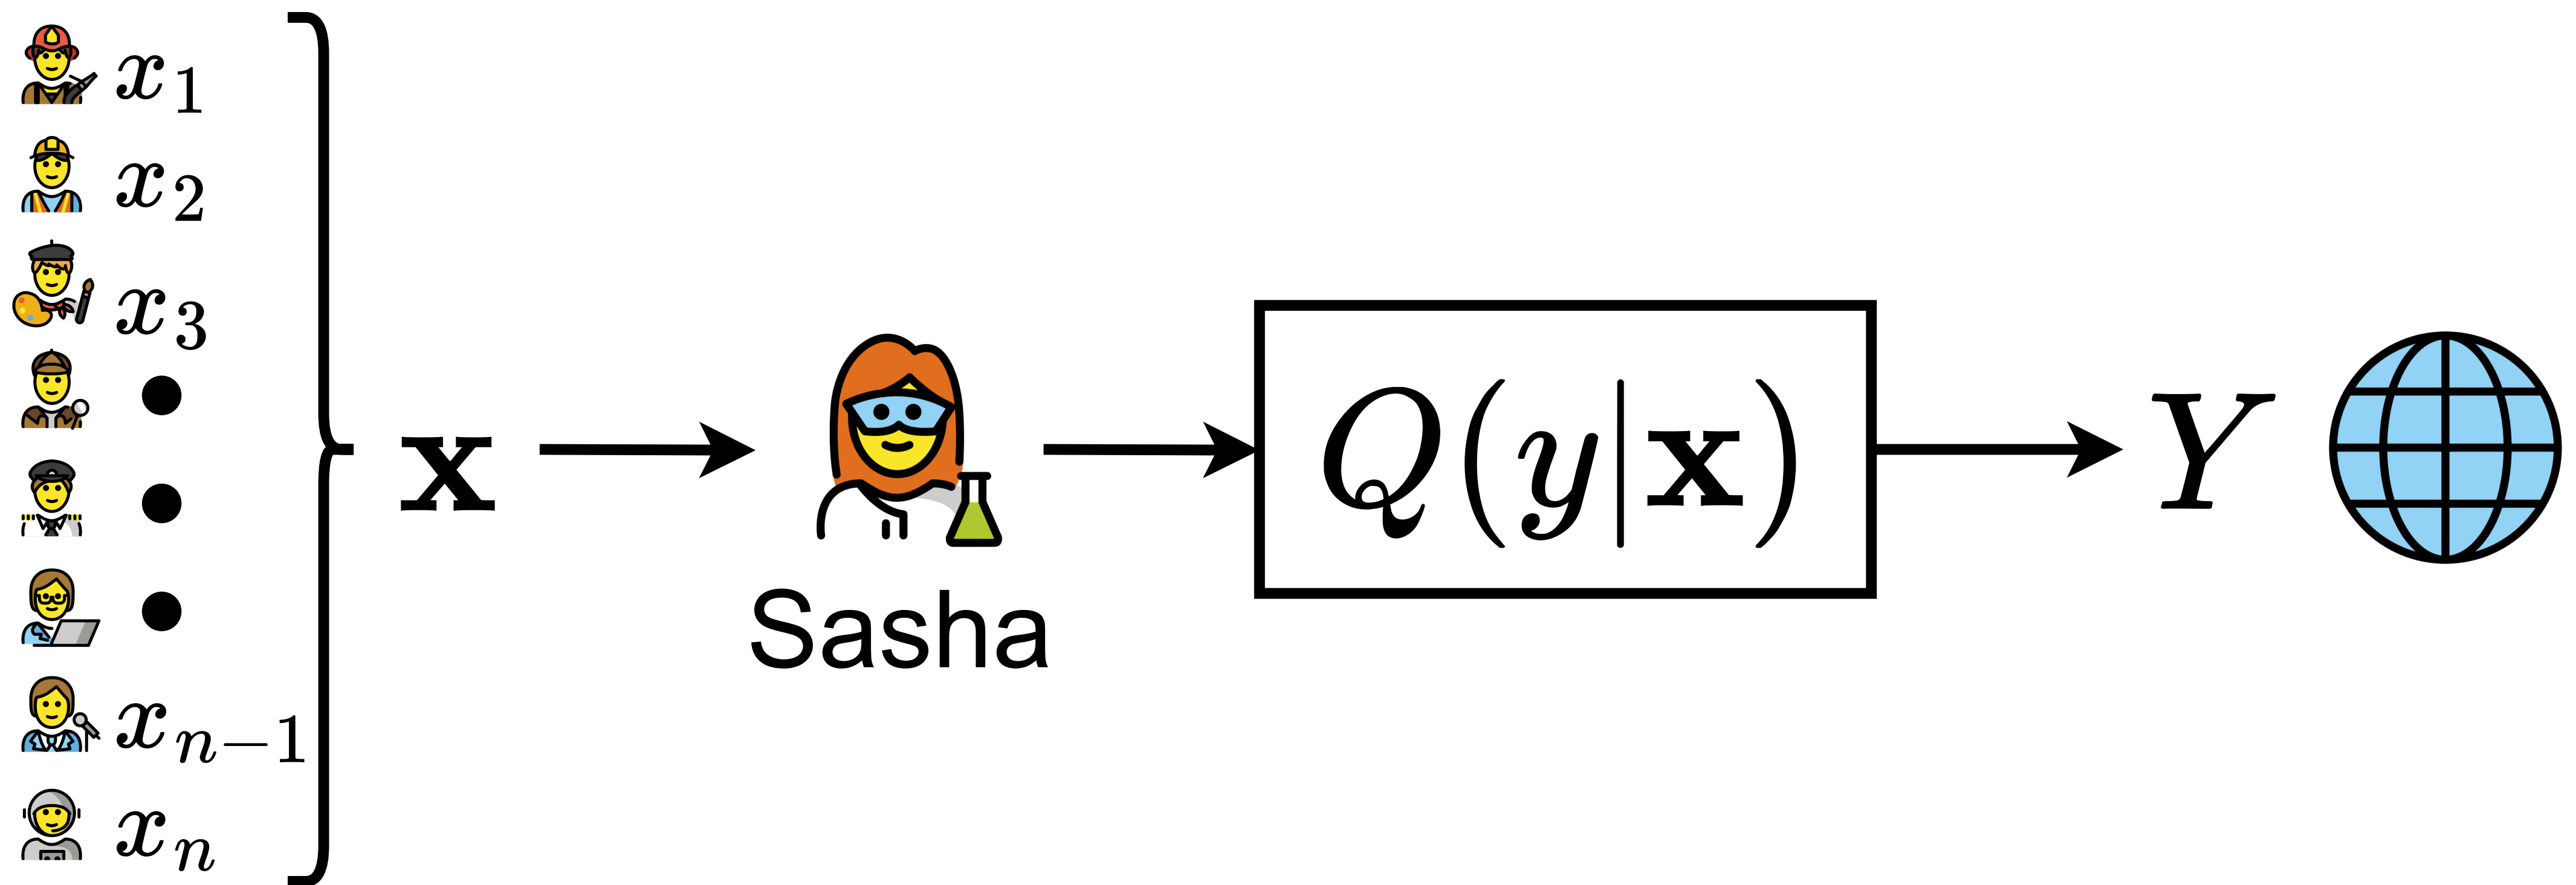 x₁
x₂
x₃
•
•
•
xₙ₋₁
xₙ
𝐱
Sasha
Q(y|𝐱)
Y